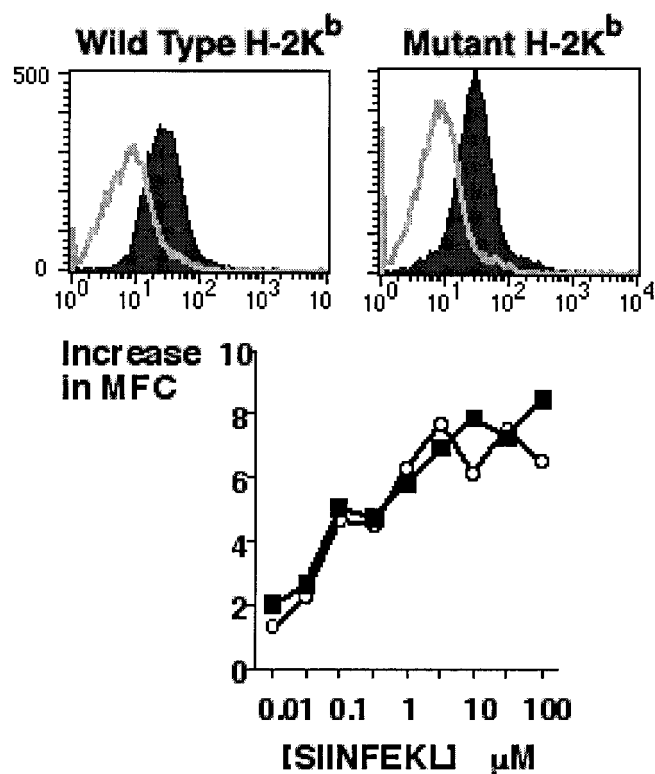 Wild Type H-2Kb Mutant H-2Kb
500
0
10^0 10^1 10^2 10^3 10 10^0 10^1 10^2 10^3 10^4
Increase 10
in MFC
8
6
4
2
0
0.01 0.1 1 10 100
[SIINFEKL] μM